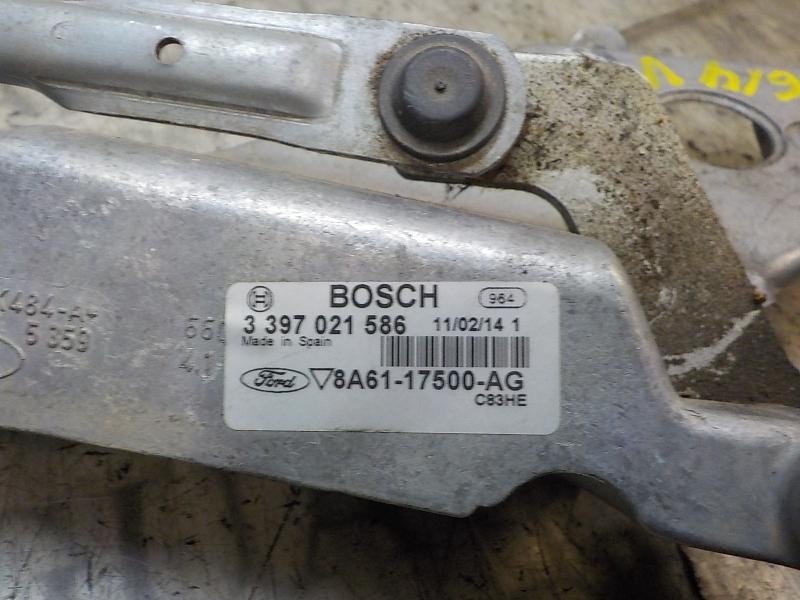 BOSCH 964
3 397 021 586 11/02/14 1
Made in Spain
Ford 8A61-17500-AG
C83HE
5 359